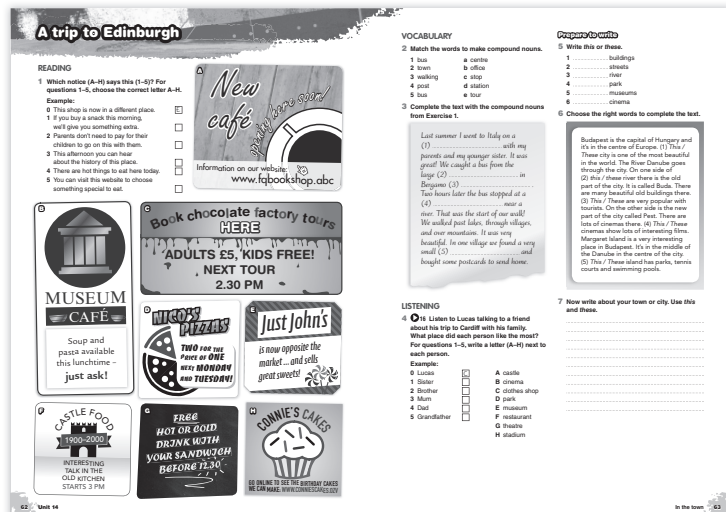 A trip to Edinburgh
READING
1 Which notice (A–H) says this (1–5)? For
questions 1–5, choose the correct letter A–H.
Example:
0 This shop is now in a different place. E
1 If you buy a snack this morning,
we'll give you something extra.
2 Parents don't need to pay for their
children to go on this with them.
3 This afternoon you can hear
about the history of this place.
4 There are things to eat here today.
5 You can visit this website to choose
something special to eat.
A
New
café
opening here soon!
Information on our website:
www.fqbookshop.abc
B
MUSEUM
CAFÉ
Soup and
pasta available
this lunchtime –
just ask!
C
Book chocolate factory tours
HERE
ADULTS £5, KIDS FREE!
NEXT TOUR
2.30 PM
D
NICO'S
PIZZAS
TWO FOR THE
PRICE OF ONE
NEXT MONDAY
AND TUESDAY!
E
Just John's
is now opposite the
market ... and sells
great sweets!
F
CASTLE FOOD
1900–2000
INTERESTING
TALK IN THE
OLD KITCHEN
STARTS 3 PM
G
FREE
HOT OR COLD
DRINK WITH
YOUR SANDWICH
BEFORE 12.30
H
CONNIE'S CAKES
GO ONLINE TO SEE THE BIRTHDAY CAKES
WE CAN MAKE. WWW.CONNIESCAKES.OZV
62 Unit 14
VOCABULARY
2 Match the words to make compound nouns.
1 bus a centre
2 town b office
3 walking c stop
4 post d station
5 bus e tour
3 Complete the text with the compound nouns
from Exercise 1.
Last summer I went to Italy on a
(1) ____________ with my
parents and my younger sister. It was
great! We caught a bus from the
large (2) ____________ in
Bergamo (3) ____________.
Two hours later the bus stopped at a
(4) ____________ near a
river. That was the start of our walk!
We walked past lakes, through villages,
and over mountains. It was very
beautiful. In one village we found a very
small (5) ____________ and
bought some postcards to send home.
LISTENING
4 16 Listen to Lucas talking to a friend
about his trip to Cardiff with his family.
What place did each person like the most?
For questions 1–5, write a letter (A–H) next to
each person.
Example:
0 Lucas C A castle
1 Sister B cinema
2 Brother C clothes shop
3 Mum D park
4 Dad E museum
5 Grandfather F restaurant
G theatre
H stadium
Prepare to write
5 Write this or these.
1 ____________ buildings
2 ____________ streets
3 ____________ river
4 ____________ park
5 ____________ museums
6 ____________ cinema
6 Choose the right words to complete the text.
Budapest is the capital of Hungary and
it's in the centre of Europe. (1) This /
These city is one of the most beautiful
in the world. The River Danube goes
through the city. On one side of
(2) this / these river there is the old
part of the city. It is called Buda. There
are many beautiful old buildings there.
(3) This / These are very popular with
tourists. On the other side is the new
part of the city called Pest. There are
lots of cinemas there. (4) This / These
cinemas show lots of interesting films.
Margaret Island is a very interesting
place in Budapest. It's in the middle of
the Danube in the centre of the city.
(5) This / These island has parks, tennis
courts and swimming pools.
7 Now write about your town or city. Use this
and these.
In the town 63